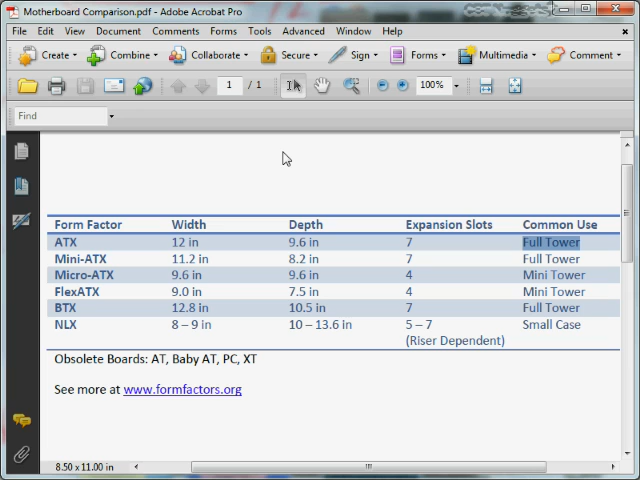 Motherboard Comparison.pdf - Adobe Acrobat Pro
File Edit View Document Comments Forms Tools Advanced Window Help
Create Combine Collaborate Secure Sign Forms Multimedia Comment
1 / 1 100%
Find
Form Factor Width Depth Expansion Slots Common Use
ATX 12 in 9.6 in 7 Full Tower
Mini-ATX 11.2 in 8.2 in 7 Full Tower
Micro-ATX 9.6 in 9.6 in 4 Mini Tower
FlexATX 9.0 in 7.5 in 4 Mini Tower
BTX 12.8 in 10.5 in 7 Full Tower
NLX 8 – 9 in 10 – 13.6 in 5 – 7 Small Case
(Riser Dependent)
Obsolete Boards: AT, Baby AT, PC, XT
See more at www.formfactors.org
8.50 x 11.00 in